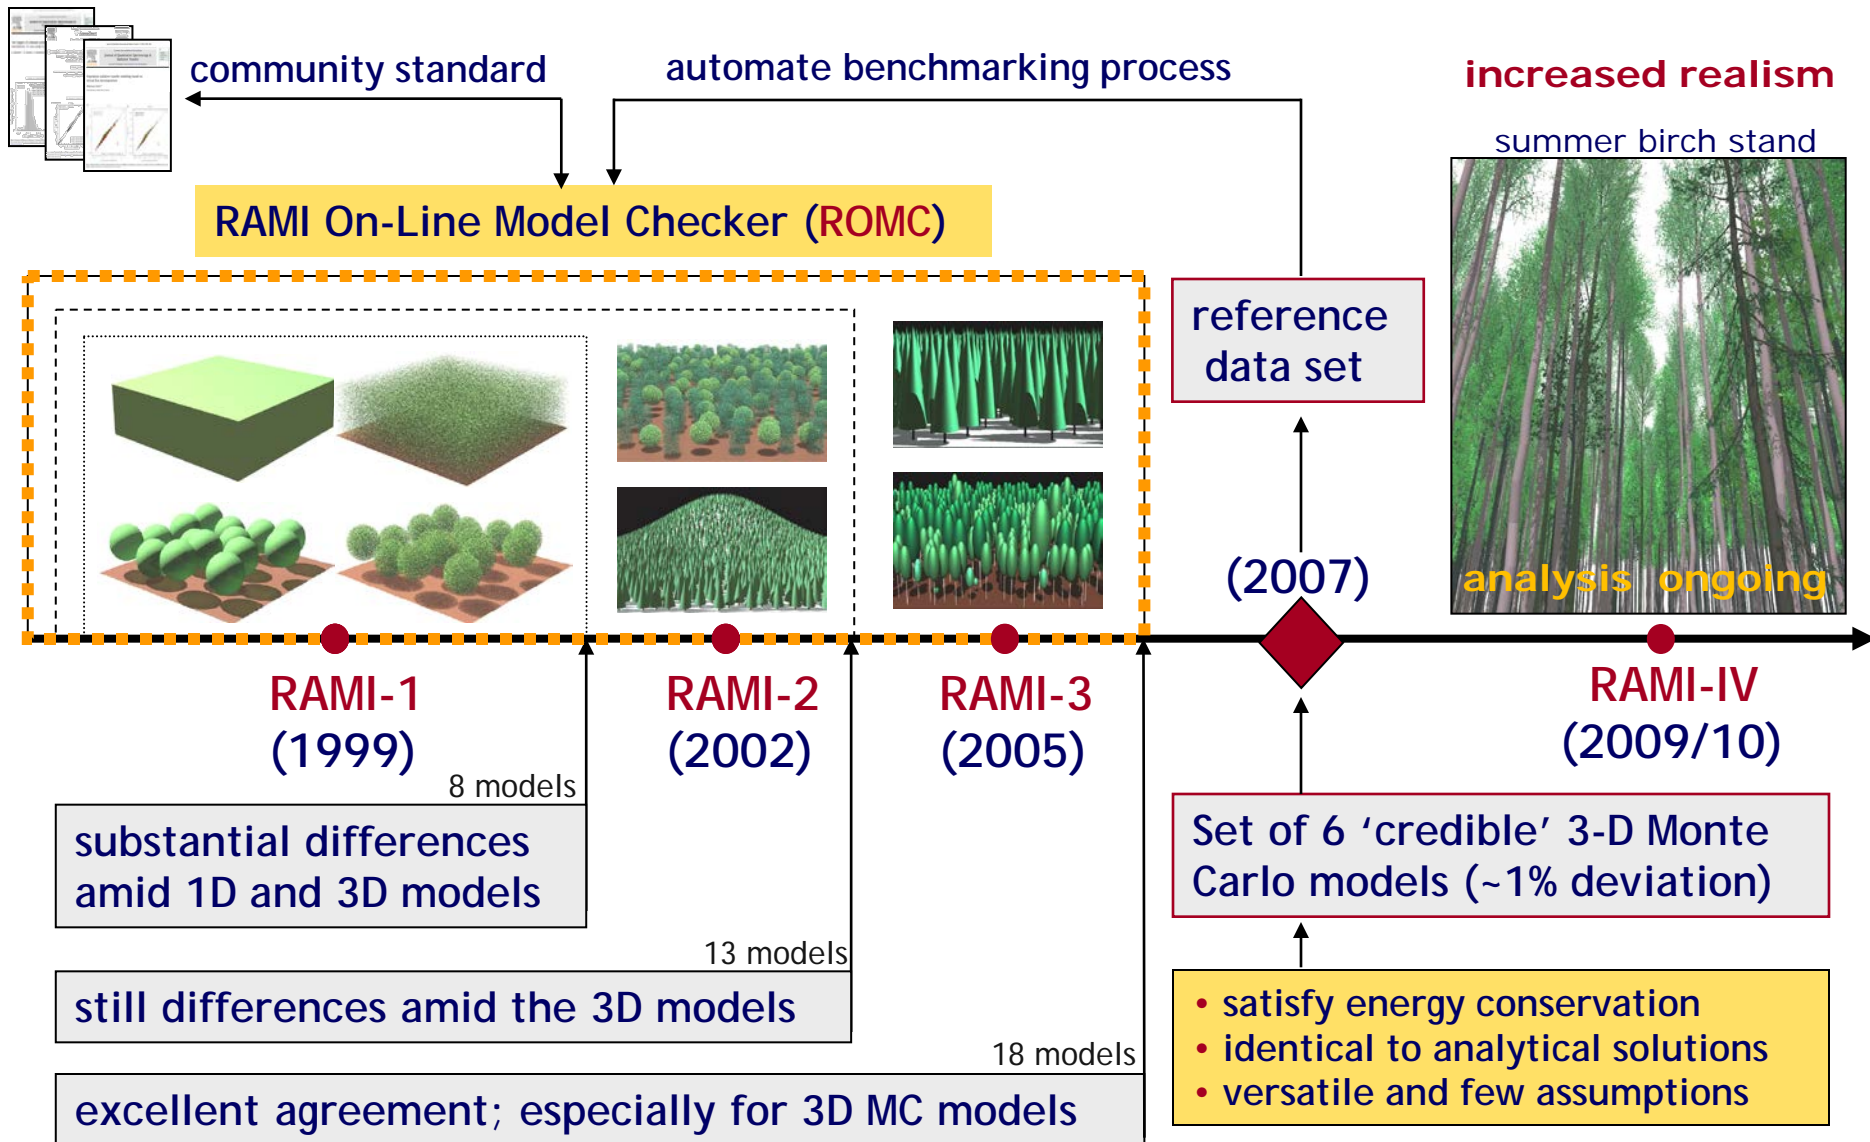 community standard
automate benchmarking process
increased realism
summer birch stand
RAMI On-Line Model Checker (ROMC)
reference
data set
(2007)
analysis ongoing
RAMI-1
(1999)
RAMI-2
(2002)
RAMI-3
(2005)
RAMI-IV
(2009/10)
8 models
substantial differences
amid 1D and 3D models
13 models
still differences amid the 3D models
18 models
excellent agreement; especially for 3D MC models
Set of 6 ‘credible’ 3-D Monte
Carlo models (~1% deviation)
• satisfy energy conservation
• identical to analytical solutions
• versatile and few assumptions